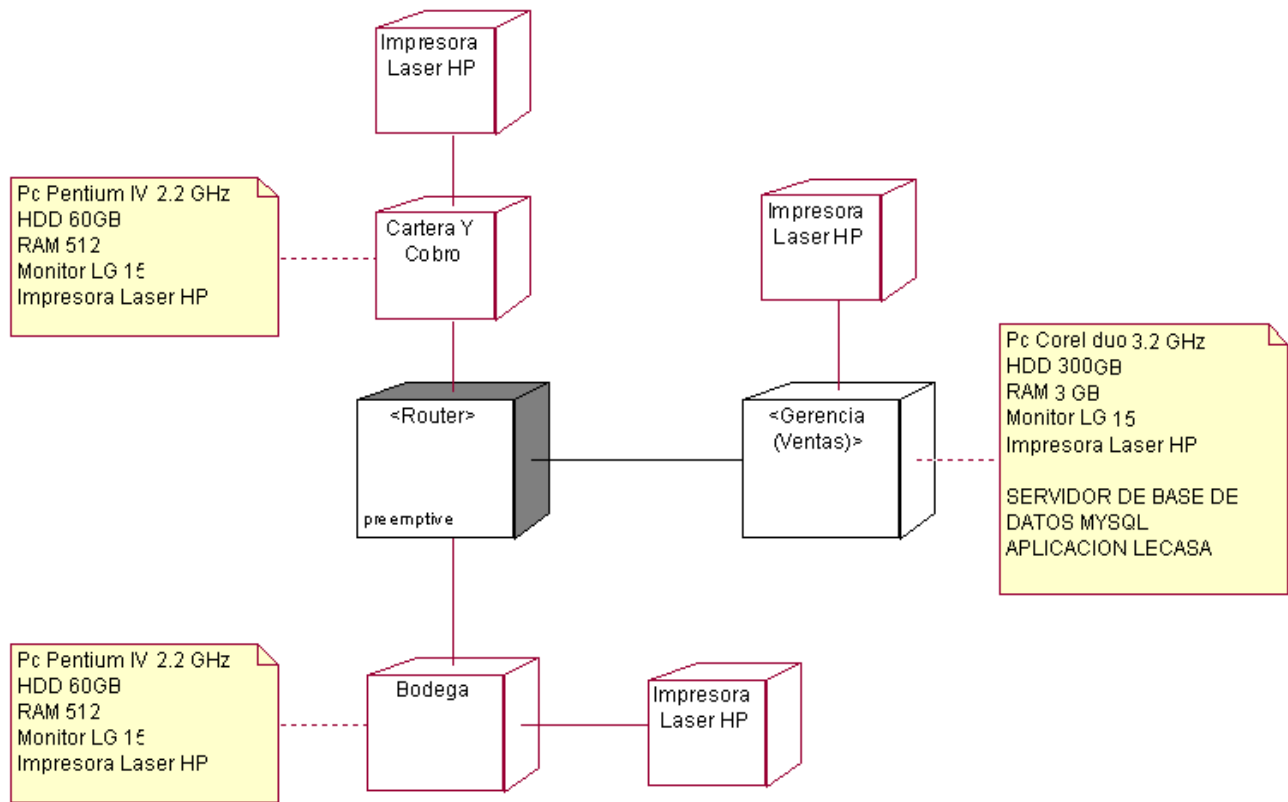 Impresora
Laser HP
Pc Pentium IV 2.2 GHz
HDD 60GB
RAM 512
Monitor LG 15
Impresora Laser HP
Cartera Y
Cobro
Impresora
Laser HP
Pc Corel duo 3.2 GHz
HDD 300GB
RAM 3 GB
Monitor LG 15
Impresora Laser HP
SERVIDOR DE BASE DE
DATOS MYSQL
APLICACION LECASA
<Router>
preemptive
<Gerencia
(Ventas)>
Pc Pentium IV 2.2 GHz
HDD 60GB
RAM 512
Monitor LG 15
Impresora Laser HP
Bodega
Impresora
Laser HP